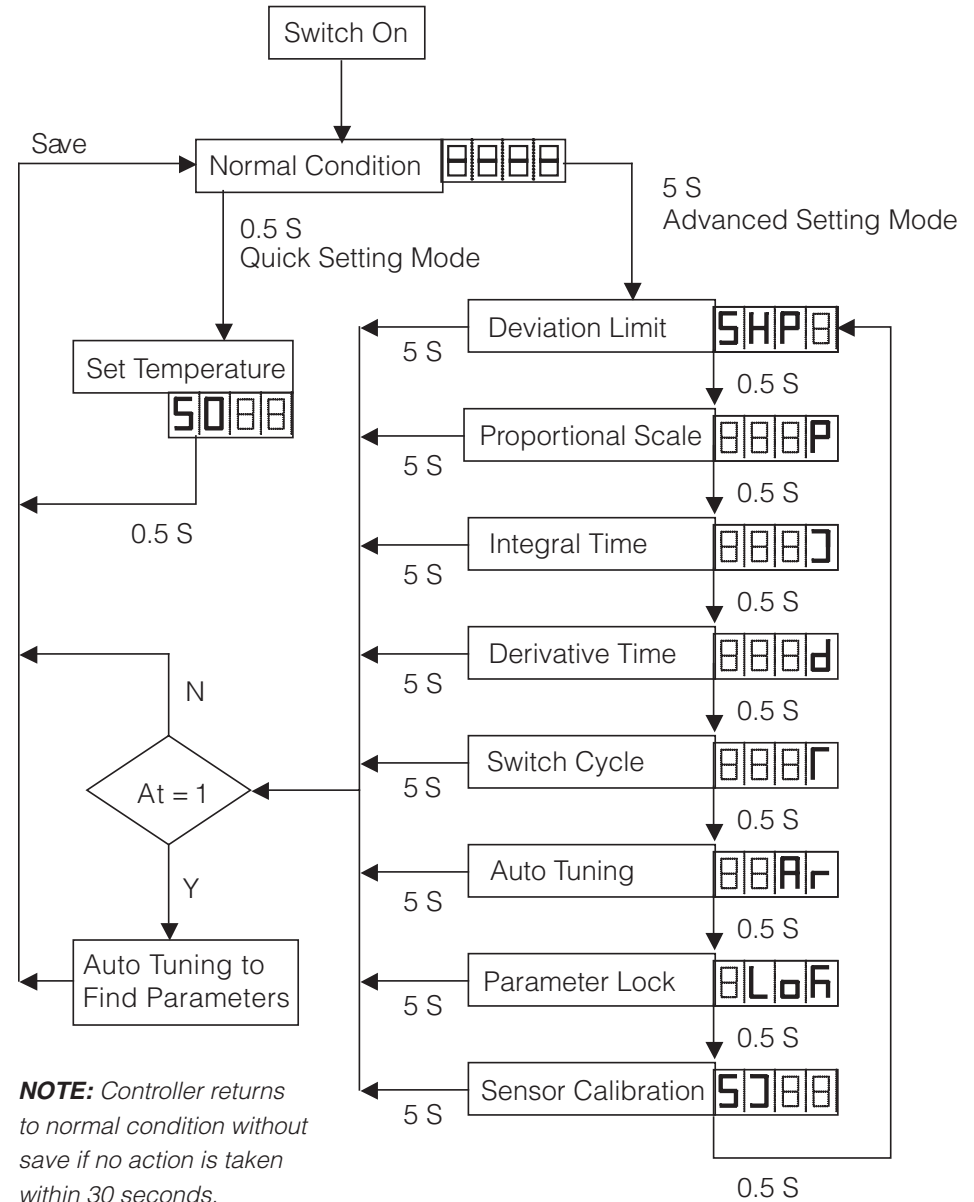 Switch On
Save
Normal Condition
5 S
Advanced Setting Mode
0.5 S
Quick Setting Mode
Deviation Limit
SHP
5 S
0.5 S
Set Temperature
SO
0.5 S
Proportional Scale
P
5 S
0.5 S
Integral Time
5 S
0.5 S
Derivative Time
d
5 S
0.5 S
N
Switch Cycle
5 S
0.5 S
At = 1
Y
Auto Tuning
Ar
5 S
0.5 S
Auto Tuning to
Find Parameters
Parameter Lock
5 S
0.5 S
Sensor Calibration
5 S
0.5 S
NOTE: Controller returns
to normal condition without
save if no action is taken
within 30 seconds.